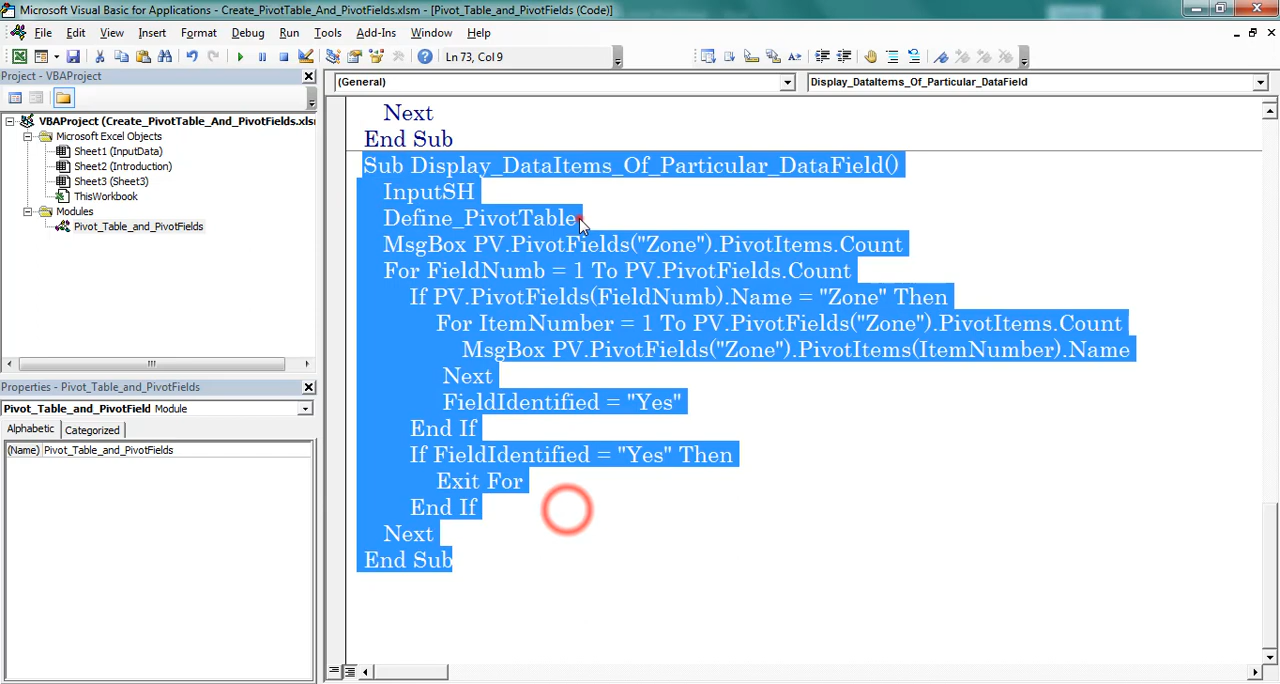 Microsoft Visual Basic for Applications - Create_PivotTable_And_PivotFields.xlsm - [Pivot_Table_and_PivotFields (Code)]
File Edit View Insert Format Debug Run Tools Add-Ins Window Help
Ln 73, Col 9
Project - VBAProject
(General)
Display_DataItems_Of_Particular_DataField
VBAProject (Create_PivotTable_And_PivotFields.xlsm
Microsoft Excel Objects
Sheet1 (InputData)
Sheet2 (Introduction)
Sheet3 (Sheet3)
ThisWorkbook
Modules
Pivot_Table_and_PivotFields
Properties - Pivot_Table_and_PivotFields
Pivot_Table_and_PivotField Module
Alphabetic Categorized
(Name) Pivot_Table_and_PivotFields
Next
End Sub
Sub Display_DataItems_Of_Particular_DataField()
InputSH
Define_PivotTable
MsgBox PV.PivotFields("Zone").PivotItems.Count
For FieldNumb = 1 To PV.PivotFields.Count
If PV.PivotFields(FieldNumb).Name = "Zone" Then
For ItemNumber = 1 To PV.PivotFields("Zone").PivotItems.Count
MsgBox PV.PivotFields("Zone").PivotItems(ItemNumber).Name
Next
FieldIdentified = "Yes"
End If
If FieldIdentified = "Yes" Then
Exit For
End If
Next
End Sub